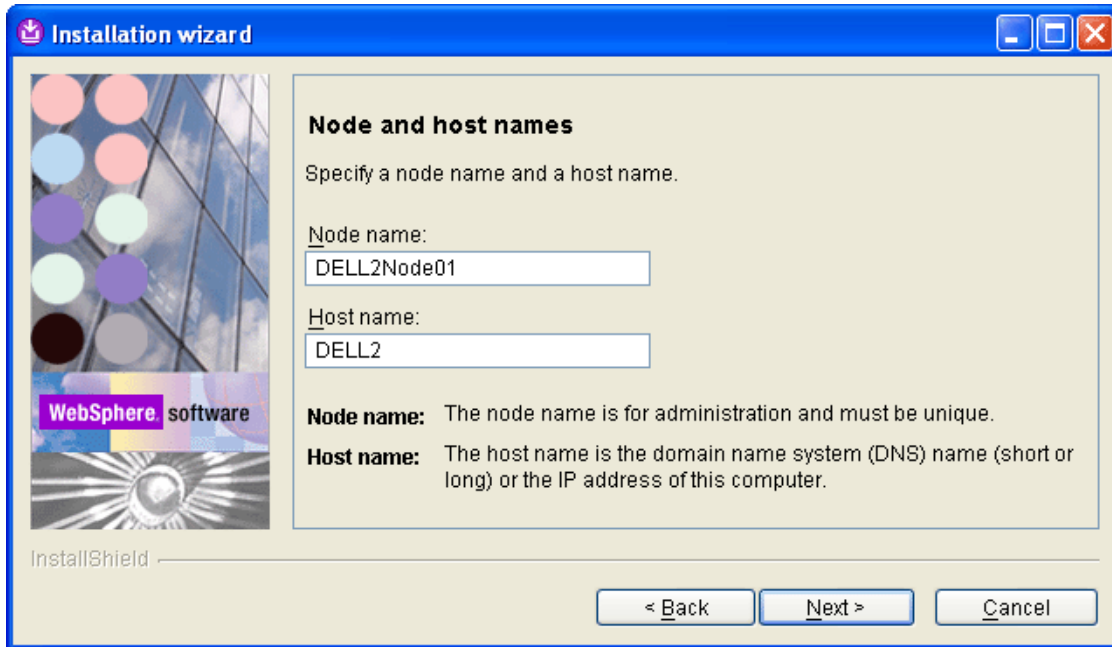 Installation wizard
Node and host names
Specify a node name and a host name.
Node name:
DELL2Node01
Host name:
DELL2
WebSphere. software
Node name: The node name is for administration and must be unique.
Host name: The host name is the domain name system (DNS) name (short or
long) or the IP address of this computer.
InstallShield
< Back Next > Cancel